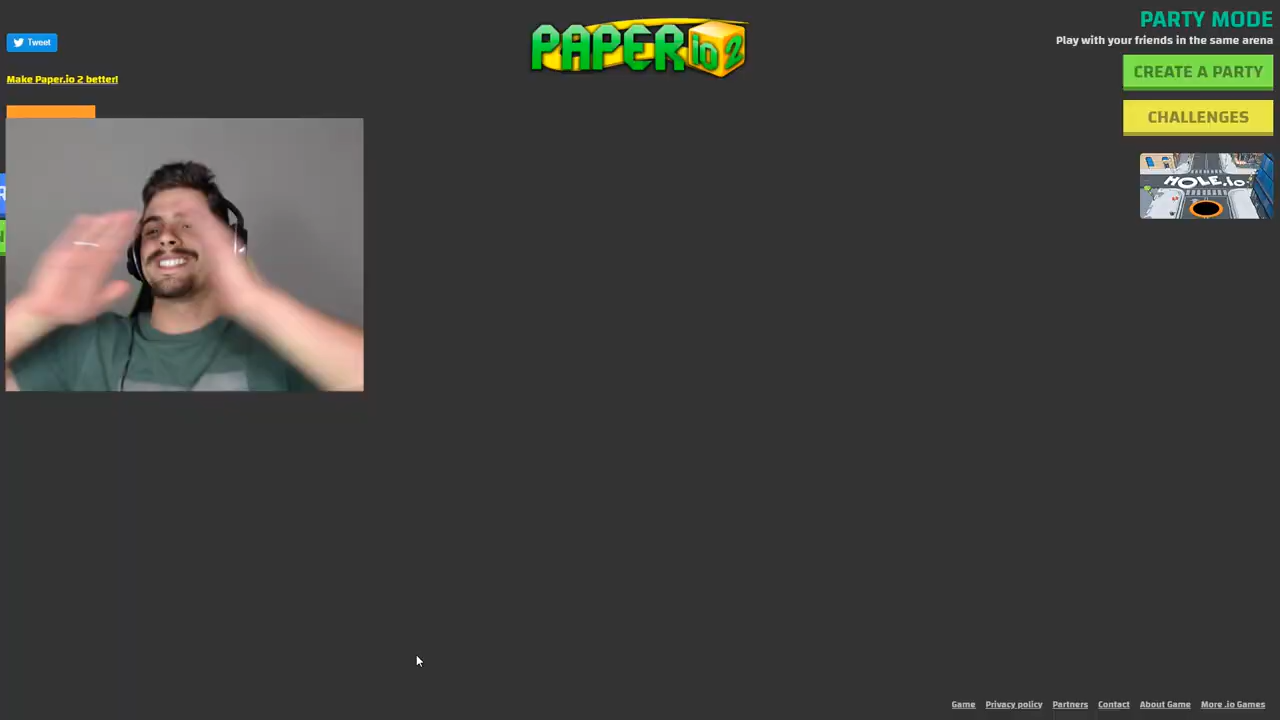 PAPER io 2
PARTY MODE
Play with your friends in the same arena
Tweet
Make Paper.io 2 better!
CREATE A PARTY
CHALLENGES
HOLE.io
R
N
Game
Privacy policy
Partners
Contact
About Game
More .io Games